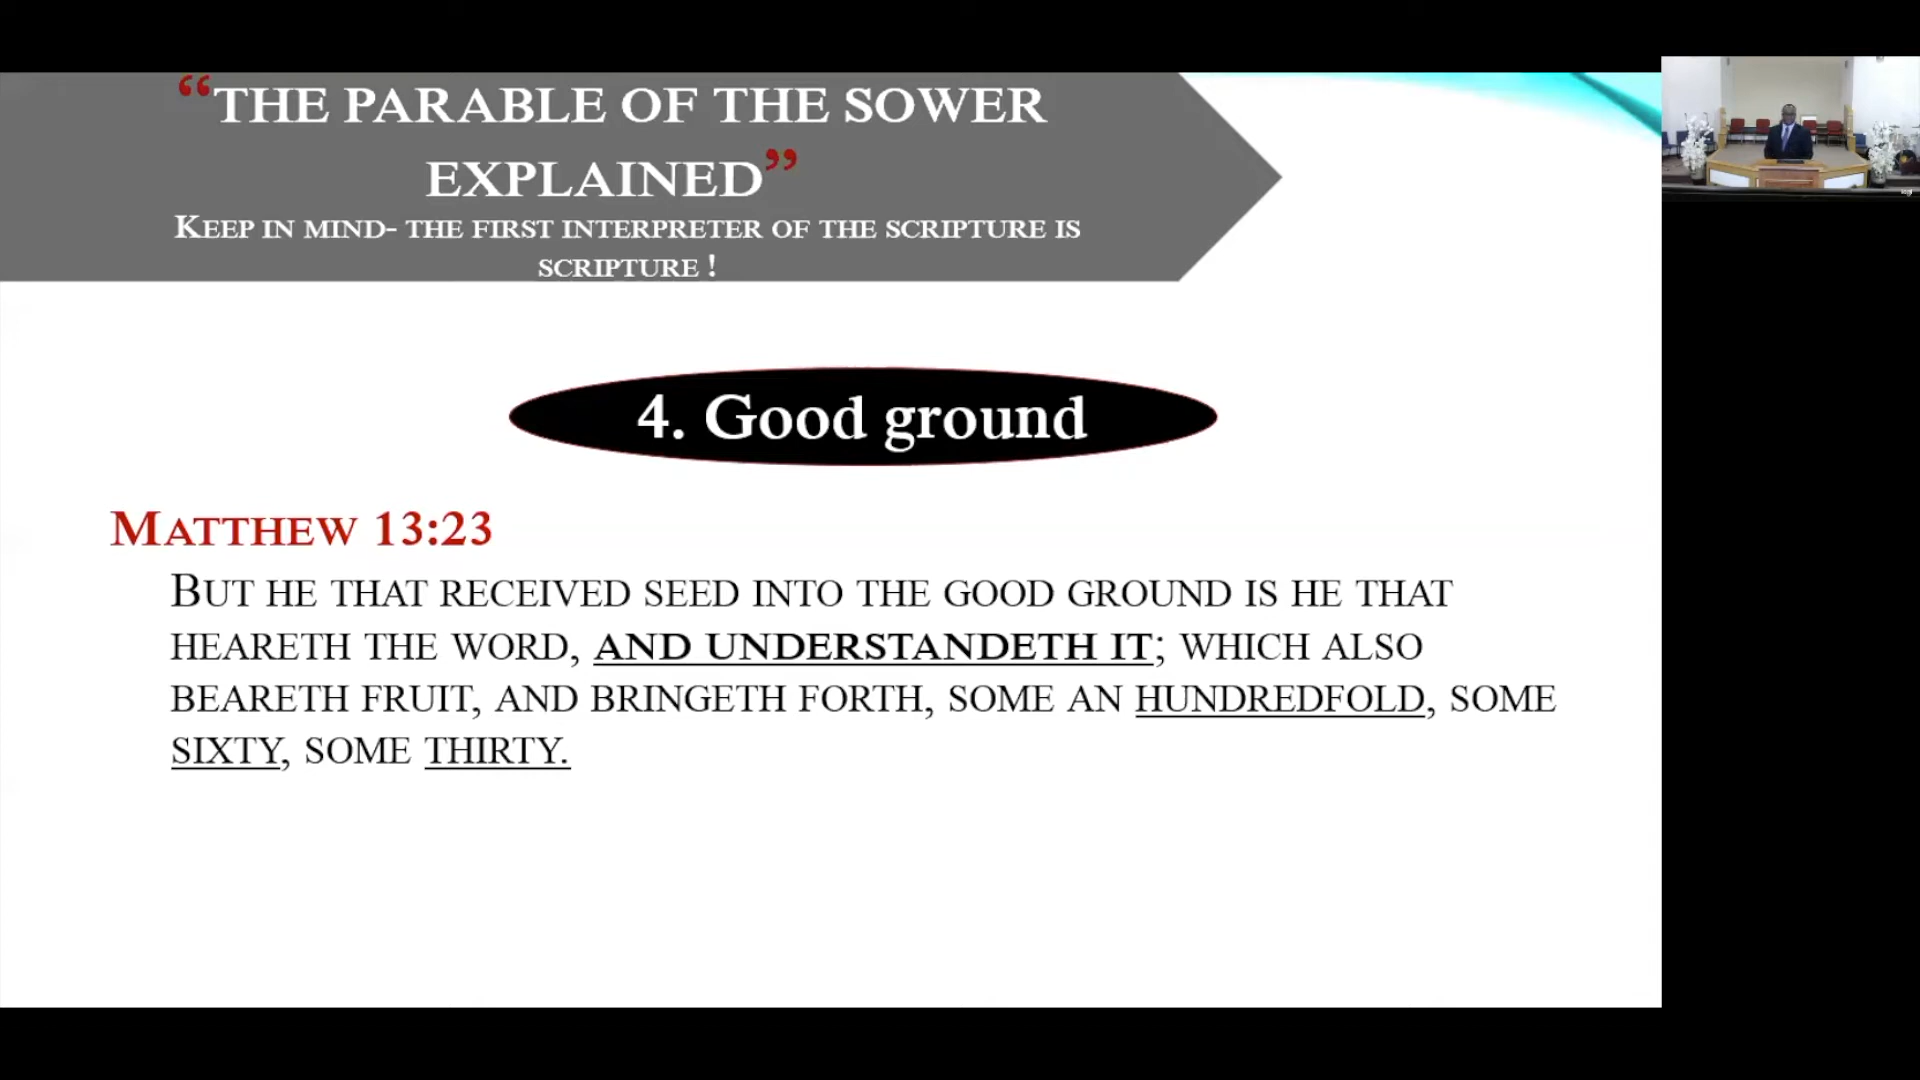 “THE PARABLE OF THE SOWER
EXPLAINED”
KEEP IN MIND- THE FIRST INTERPRETER OF THE SCRIPTURE IS
SCRIPTURE !
4. Good ground
MATTHEW 13:23
BUT HE THAT RECEIVED SEED INTO THE GOOD GROUND IS HE THAT
HEARETH THE WORD, AND UNDERSTANDETH IT; WHICH ALSO
BEARETH FRUIT, AND BRINGETH FORTH, SOME AN HUNDREDFOLD, SOME
SIXTY, SOME THIRTY.